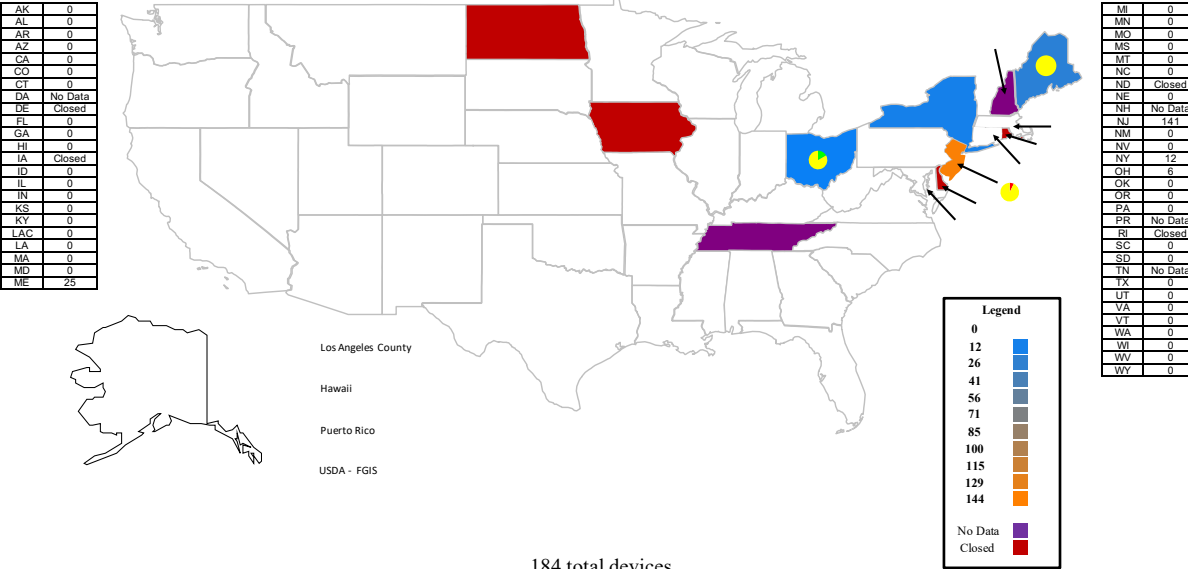 AK 0
AL 0
AR 0
AZ 0
CA 0
CO 0
CT 0
DA No Data
DE Closed
FL 0
GA 0
HI 0
IA Closed
ID 0
IL 0
IN 0
KS 0
KY 0
LAC 0
LA 0
MA 0
MD 0
ME 25
Los Angeles County
Hawaii
Puerto Rico
USDA - FGIS
MI 0
MN 0
MO 0
MS 0
MT 0
NC 0
ND Closed
NE 0
NH No Data
NJ 141
NM 0
NV 0
NY 12
OH 6
OK 0
OR 0
PA 0
PR No Data
RI Closed
SC 0
SD 0
TN No Data
TX 0
UT 0
VA 0
VT 0
WA 0
WI 0
WV 0
WY 0
Legend
0
12
26
41
56
71
85
100
115
129
144
No Data
Closed
184 total devices